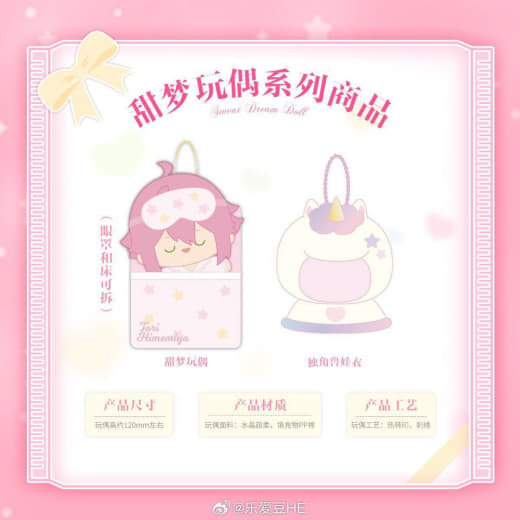 甜梦玩偶系列商品
Sweet Dream Doll
（眼罩和床可拆）
Tori
Himemiya
甜梦玩偶
独角兽娃衣
产品尺寸
玩偶高约120mm左右
产品材质
玩偶面料：水晶超柔，填充物PP棉
产品工艺
玩偶工艺：热转印、刺绣
@乐爱豆HE